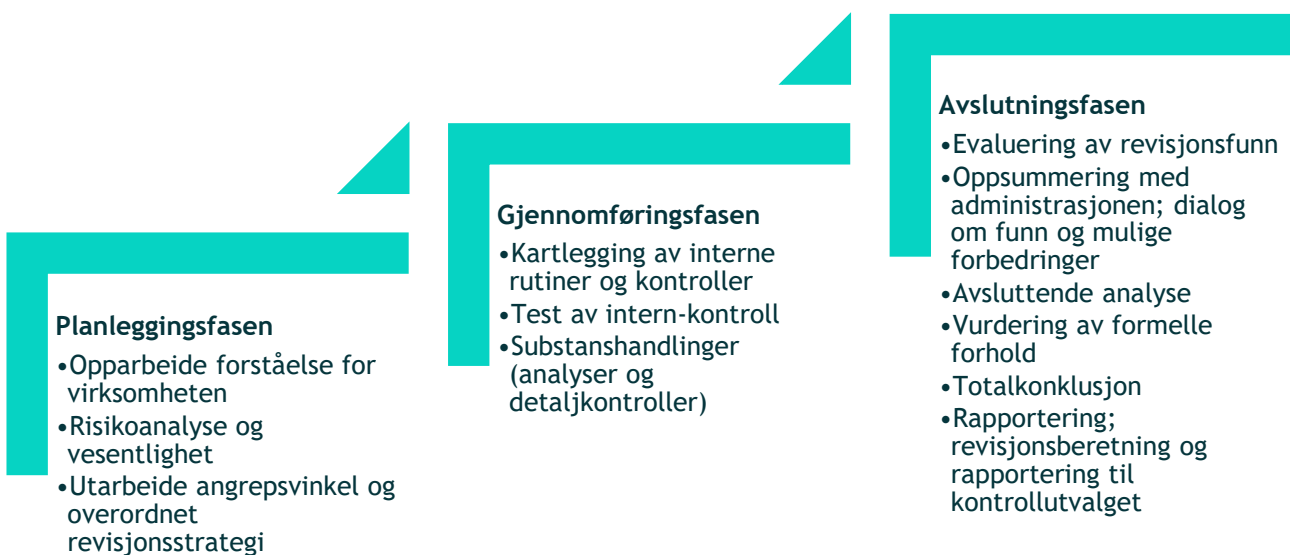 Planleggingsfasen
•Opparbeide forståelse for
virksomheten
•Risikoanalyse og
vesentlighet
•Utarbeide angrepsvinkel og
overordnet
revisjonsstrategi
Gjennomføringsfasen
•Kartlegging av interne
rutiner og kontroller
•Test av intern-kontroll
•Substanshandlinger
(analyser og
detaljkontroller)
Avslutningsfasen
•Evaluering av revisjonsfunn
•Oppsummering med
administrasjonen; dialog
om funn og mulige
forbedringer
•Avsluttende analyse
•Vurdering av formelle
forhold
•Totalkonklusjon
•Rapportering;
revisjonsberetning og
rapportering til
kontrollutvalget